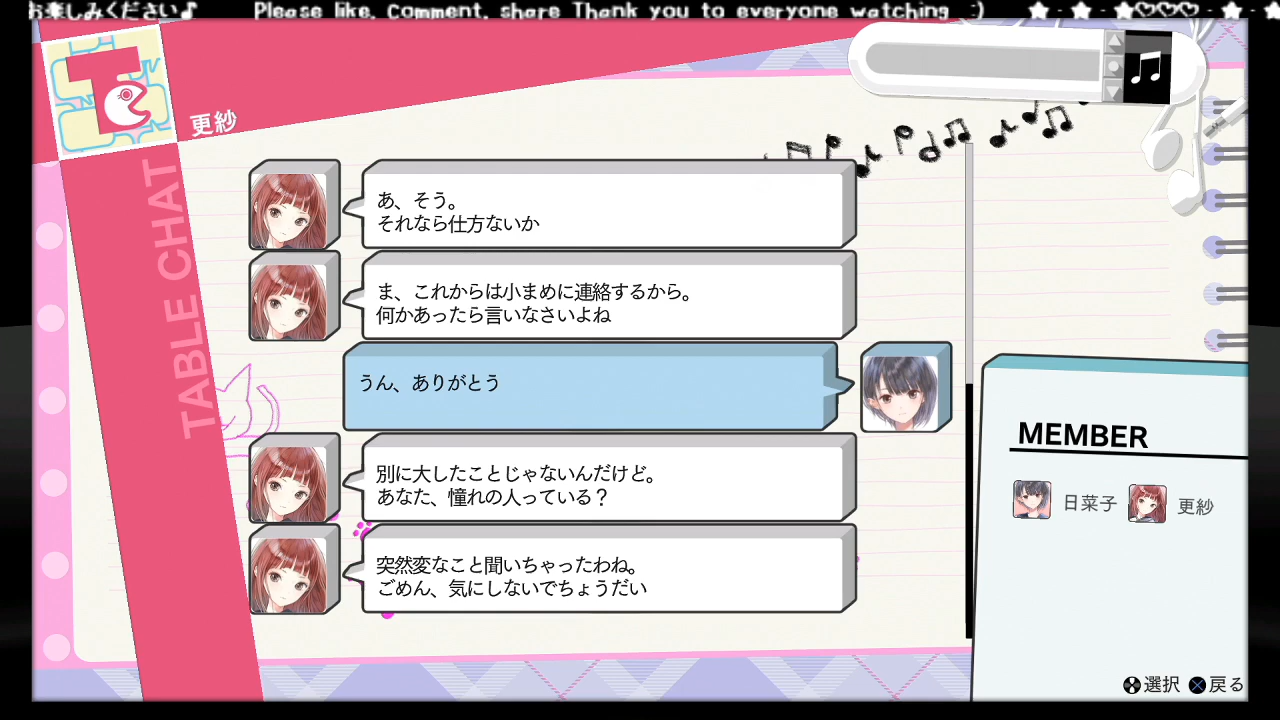 お楽しみください♪ Please like, Comment, share Thank you to everyone watching :) ★・★・★♡♡♡・★・★
更紗
TABLE CHAT
あ、そう。
それなら仕方ないか
ま、これからは小まめに連絡するから。
何かあったら言いなさいよね
うん、ありがとう
別に大したことじゃないんだけど。
あなた、憧れの人っている？
突然変なこと聞いちゃったわね。
ごめん、気にしないでちょうだい
MEMBER
日菜子 更紗
選択 戻る